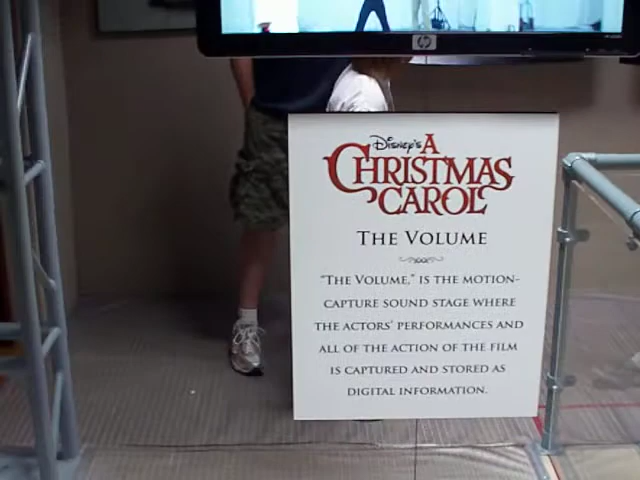 hp
Disney's A
CHRISTMAS
CAROL
THE VOLUME
"THE VOLUME," IS THE MOTION-
CAPTURE SOUND STAGE WHERE
THE ACTORS' PERFORMANCES AND
ALL OF THE ACTION OF THE FILM
IS CAPTURED AND STORED AS
DIGITAL INFORMATION.